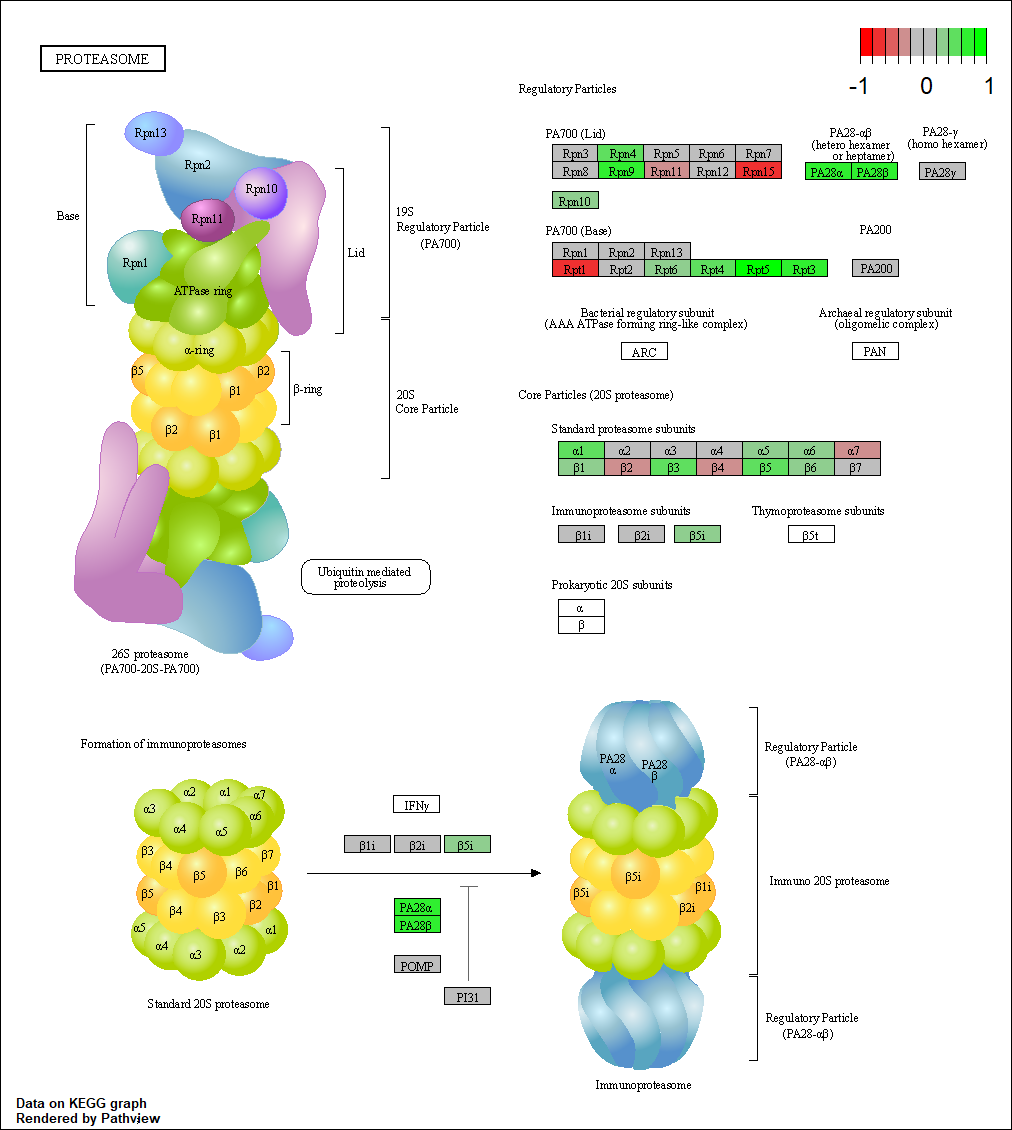 PROTEASOME
-1 0 1
Regulatory Particles
PA700 (Lid)
Rpn3 Rpn4 Rpn5 Rpn6 Rpn7
Rpn8 Rpn9 Rpn11 Rpn12 Rpn15
Rpn10
PA28-αβ
(hetero hexamer
or heptamer)
PA28α PA28β
PA28-γ
(homo hexamer)
PA28γ
PA700 (Base)
Rpn1 Rpn2 Rpn13
Rpt1 Rpt2 Rpt6 Rpt4 Rpt5 Rpt3
PA200
PA200
Bacterial regulatory subunit
(AAA ATPase forming ring-like complex)
ARC
Archaeal regulatory subunit
(oligomelic complex)
PAN
Core Particles (20S proteasome)
Standard proteasome subunits
α1 α2 α3 α4 α5 α6 α7
β1 β2 β3 β4 β5 β6 β7
Immunoproteasome subunits
β1i β2i β5i
Thymoproteasome subunits
β5t
Prokaryotic 20S subunits
α
β
Rpn13
Rpn2
Rpn10
Rpn11
Rpn1
ATPase ring
α-ring
β5 β2
β1
β2 β1
Base
Lid
β-ring
19S
Regulatory Particle
(PA700)
20S
Core Particle
Ubiquitin mediated
proteolysis
26S proteasome
(PA700-20S-PA700)
Formation of immunoproteasomes
α2 α1 α7
α3 α6
α4 α5
β3 β7
β4 β5 β6
β5 β1
β4 β3 β2
α5 α1
α4 α3 α2
Standard 20S proteasome
IFNγ
β1i β2i β5i
PA28α
PA28β
POMP
PI31
PA28
α
PA28
β
β5i
β5i β1i
β2i
Immunoproteasome
Regulatory Particle
(PA28-αβ)
Immuno 20S proteasome
Regulatory Particle
(PA28-αβ)
Data on KEGG graph
Rendered by Pathview